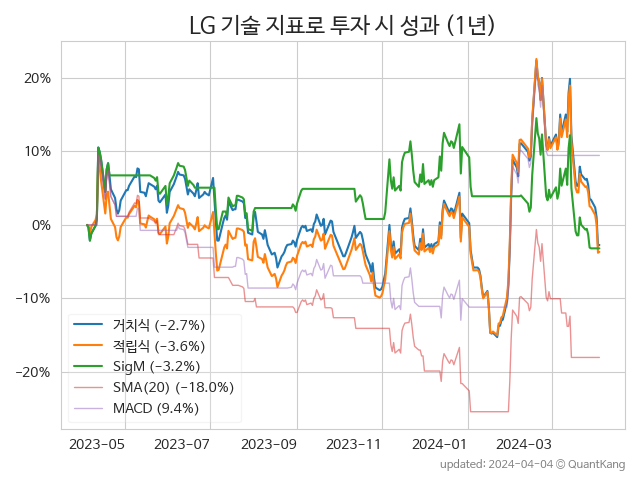 LG 기술 지표로 투자 시 성과 (1년)
20%
10%
0%
−10%
−20%
거치식 (−2.7%)
적립식 (−3.6%)
SigM (−3.2%)
SMA(20) (−18.0%)
MACD (9.4%)
2023-05 2023-07 2023-09 2023-11 2024-01 2024-03
updated: 2024-04-04 © QuantKang